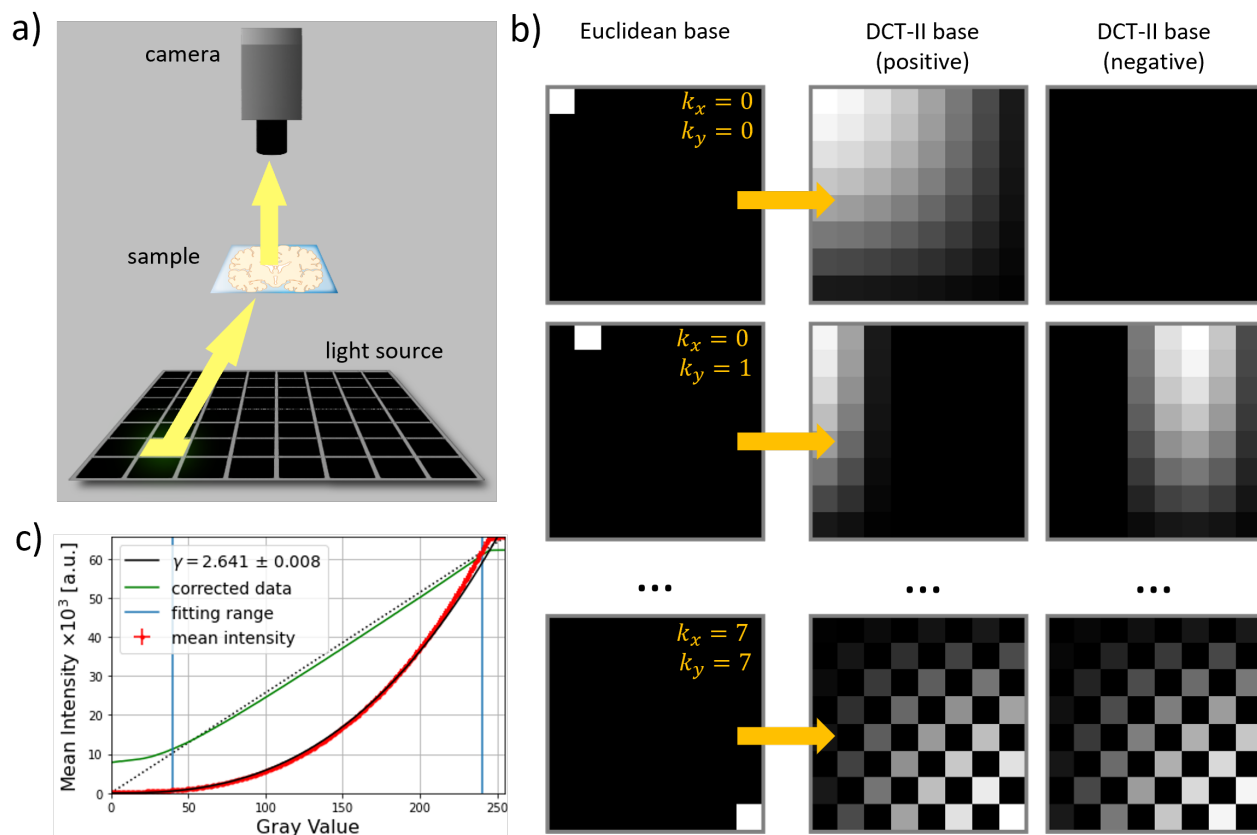 a)
camera
sample
light source
b)
Euclidean base
DCT-II base
(positive)
DCT-II base
(negative)
k_x = 0
k_y = 0
k_x = 0
k_y = 1
...
...
...
k_x = 7
k_y = 7
c)
γ = 2.641 ± 0.008
corrected data
fitting range
mean intensity
Mean Intensity ×10³ [a.u.]
60
50
40
30
20
10
0
0
50
100
150
200
250
Gray Value